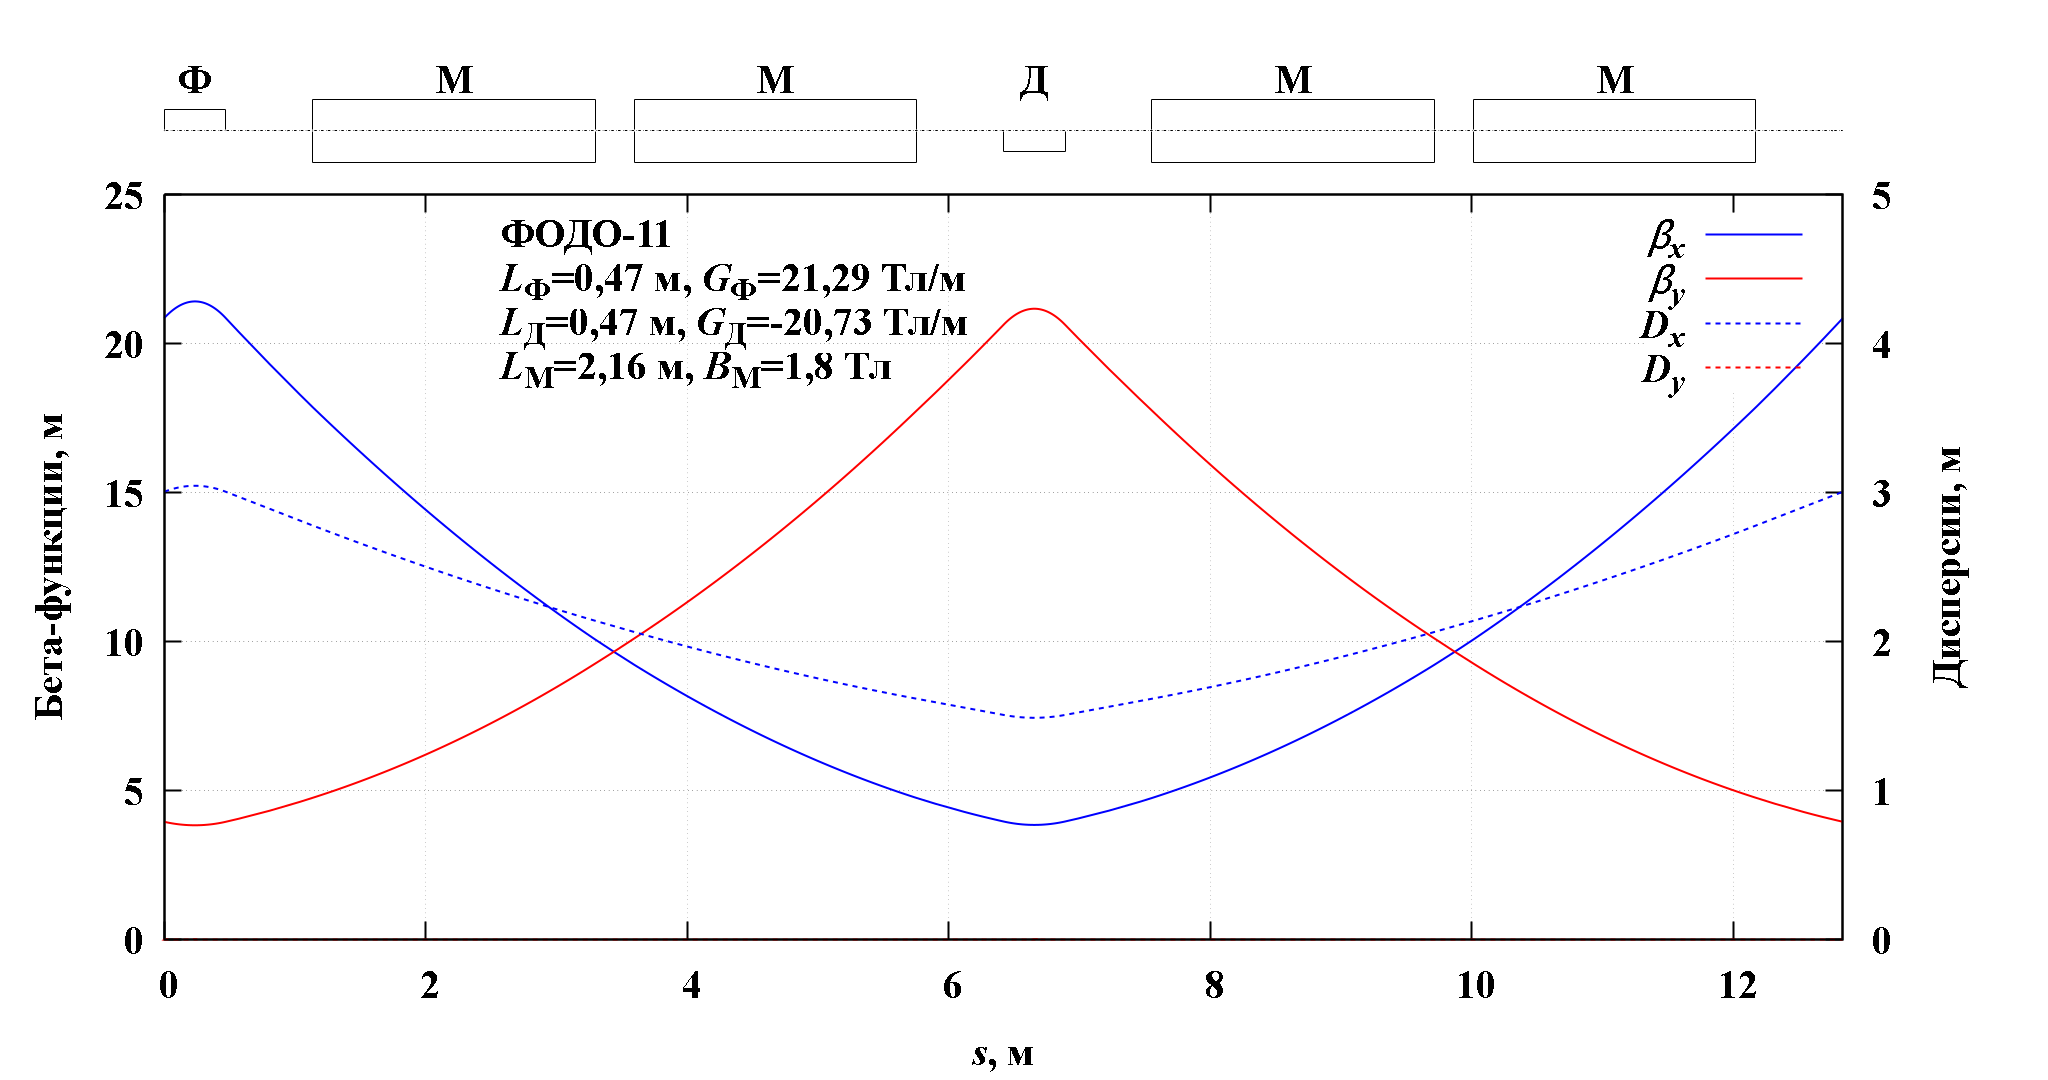 Ф М М Д М М
25
20
15
10
5
0
ФОДО-11
LФ=0,47 м, GФ=21,29 Тл/м
LД=0,47 м, GД=-20,73 Тл/м
LМ=2,16 м, BМ=1,8 Тл
βx
βy
Dx
Dy
5
4
3
2
1
0
Бета-функции, м
Дисперсии, м
0 2 4 6 8 10 12
s, м